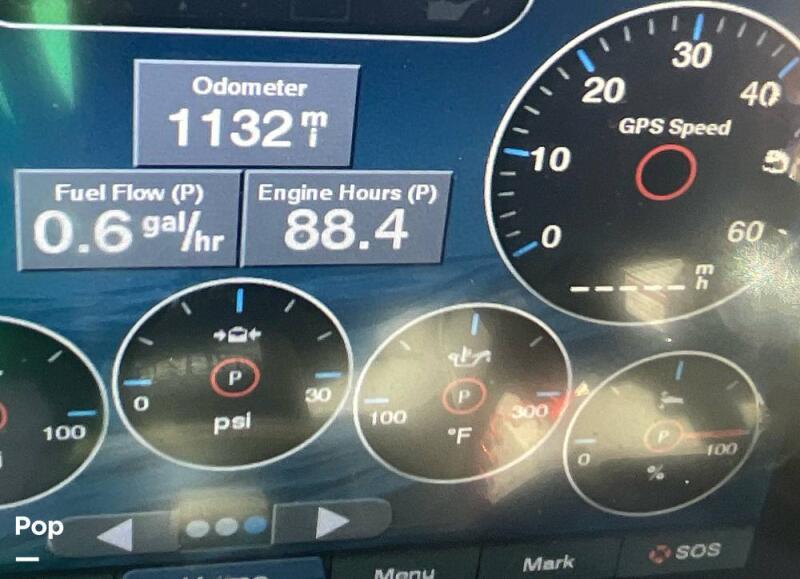 Odometer
1132 mi
Fuel Flow (P)
0.6 gal/hr
Engine Hours (P)
88.4
0
10
20
30
40
60
GPS Speed
– – – – – mh
100
0
P
30
psi
100
P
300
°F
0
P
100
%
Pop
Menu
Mark
SOS